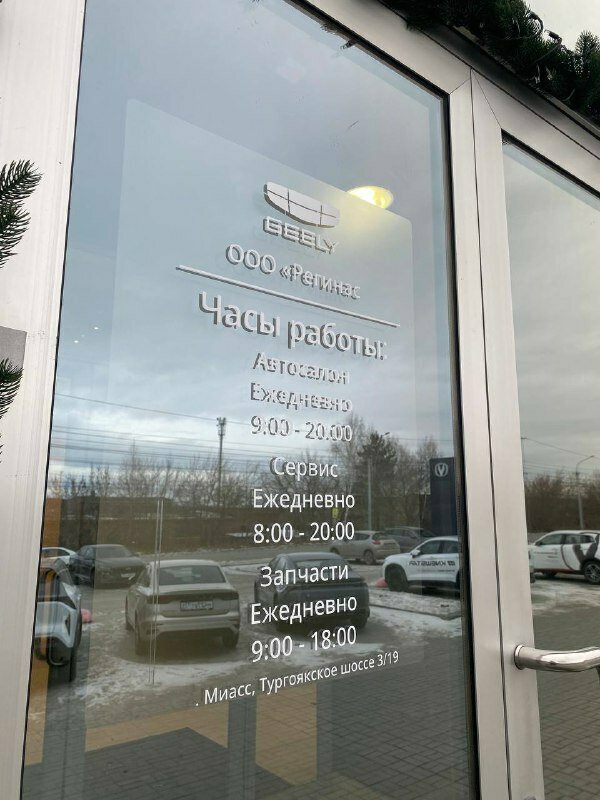 GEELY
ООО «Регинас
Часы работы:
Автосалон
Ежедневно
9:00 - 20:00
Сервис
Ежедневно
8:00 - 20:00
Запчасти
Ежедневно
9:00 - 18:00
. Миасс, Тургоякское шоссе 3/19